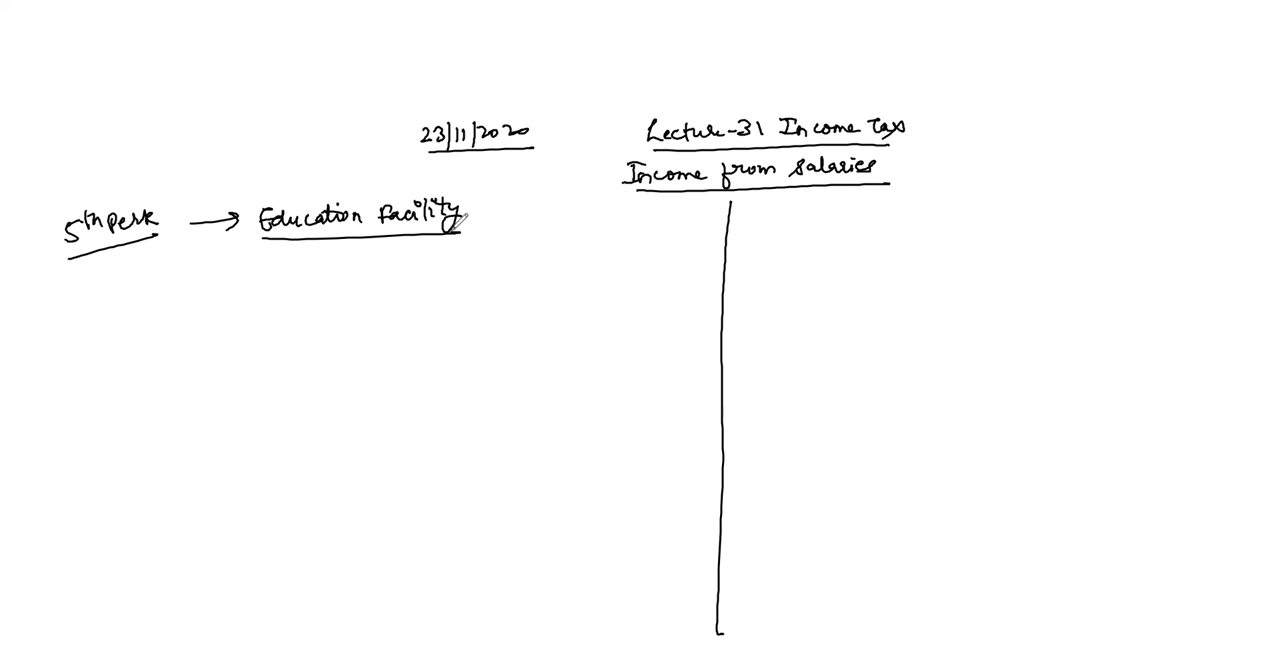 23/11/2020
Lecture-31 Income Tax
Income from Salaries
5th perk → Education Facility